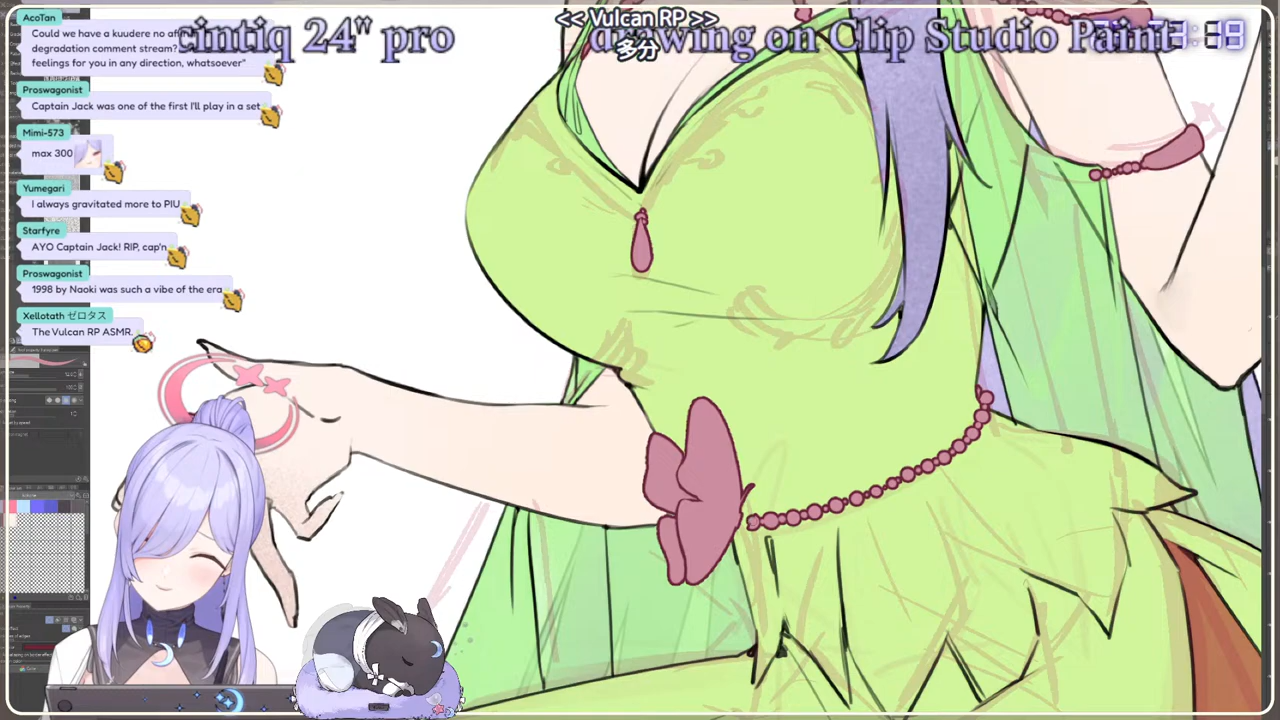 << Vulcan RP >>
多分
cintiq 24" pro
drawing on Clip Studio Paint
AcoTan
Could we have a kuudere no
degradation comment stream?
feelings for you in any direction, whatsoever"
Proswagonist
Captain Jack was one of the first I'll play in a set
Mimi-573
max 300
Yumegari
I always gravitated more to PIU
Starfyre
AYO Captain Jack! RIP, cap'n
Proswagonist
1998 by Naoki was such a vibe of the era
Xellotath ゼロタス
The Vulcan RP ASMR.